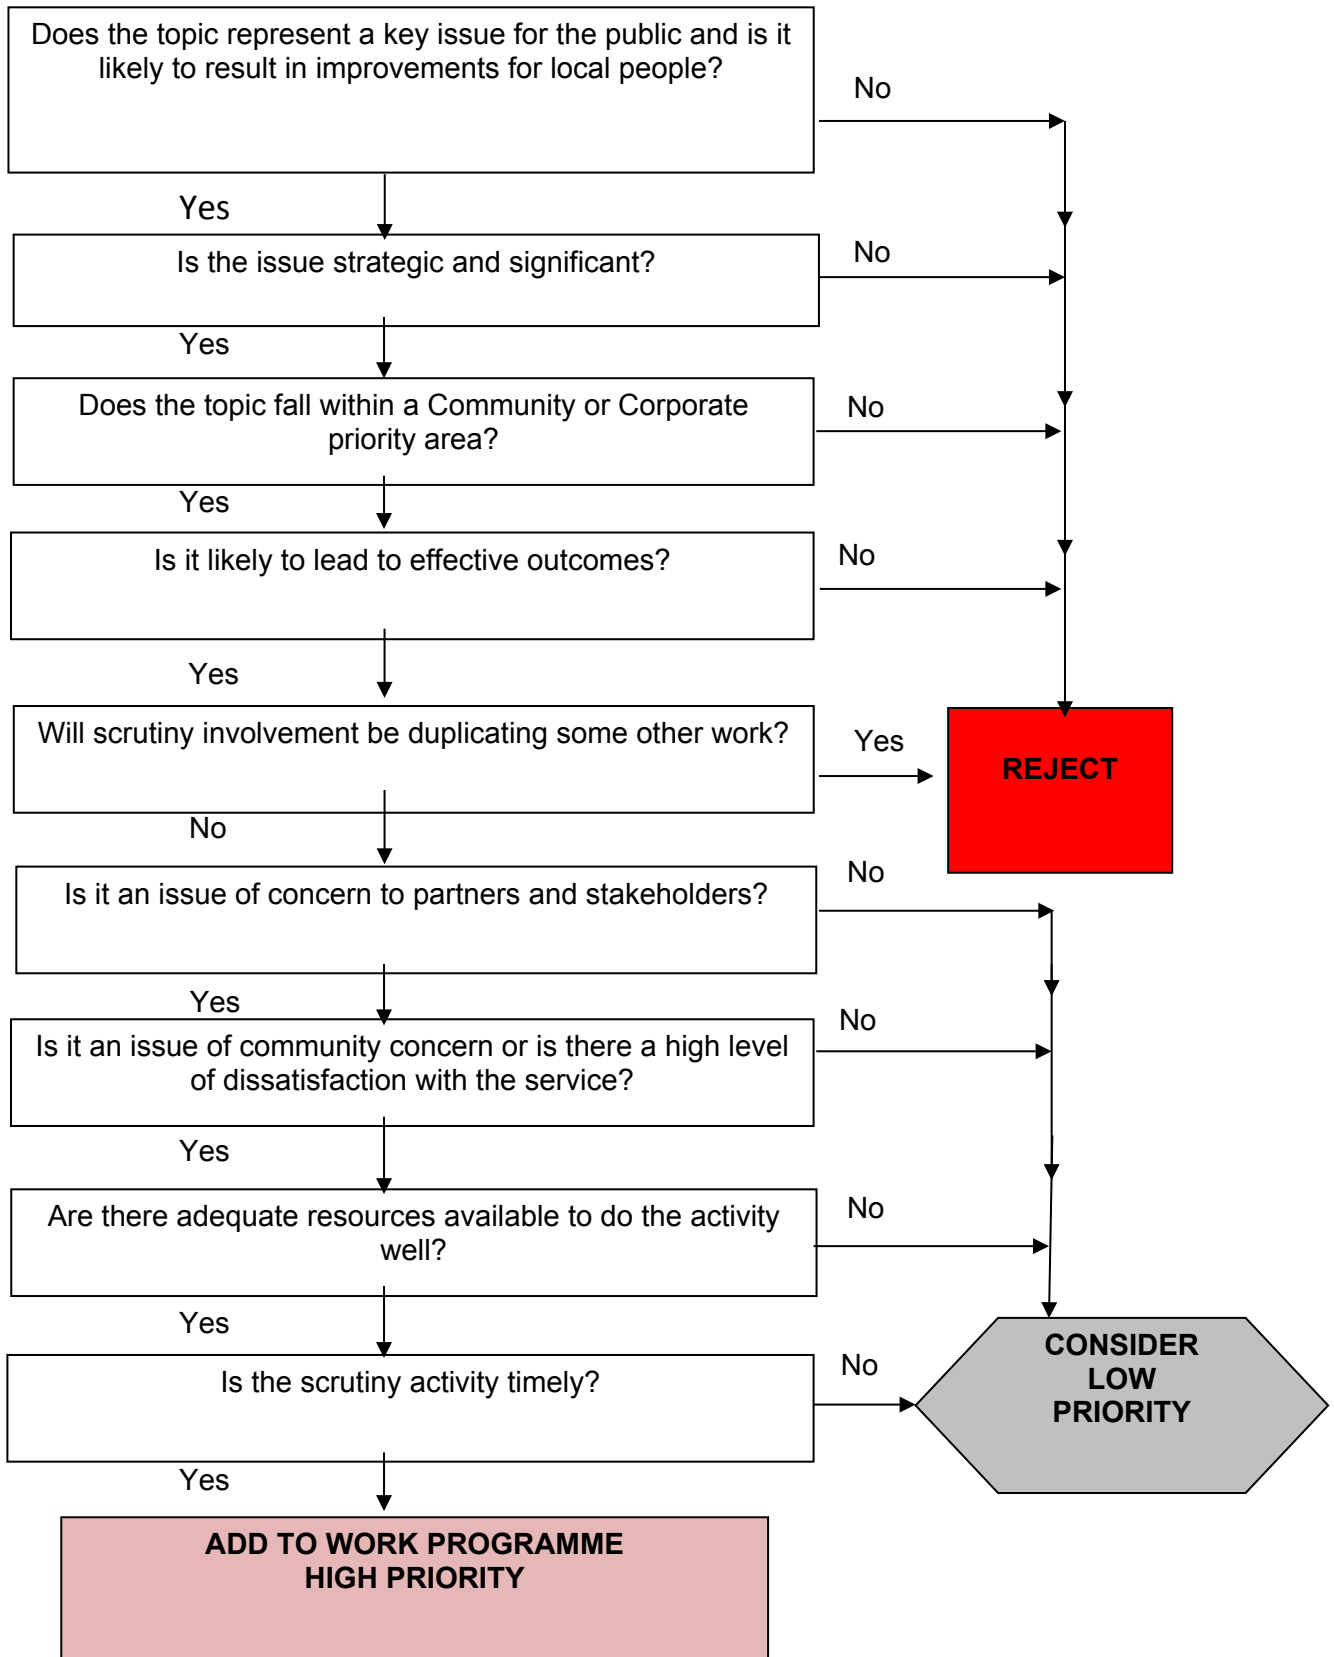 Does the topic represent a key issue for the public and is it
likely to result in improvements for local people?
No
Yes
Is the issue strategic and significant?
No
Yes
Does the topic fall within a Community or Corporate
priority area?
No
Yes
Is it likely to lead to effective outcomes?
No
Yes
Will scrutiny involvement be duplicating some other work?
Yes
REJECT
No
Is it an issue of concern to partners and stakeholders?
No
Yes
Is it an issue of community concern or is there a high level
of dissatisfaction with the service?
No
Yes
Are there adequate resources available to do the activity
well?
No
Yes
Is the scrutiny activity timely?
No
CONSIDER
LOW
PRIORITY
Yes
ADD TO WORK PROGRAMME
HIGH PRIORITY